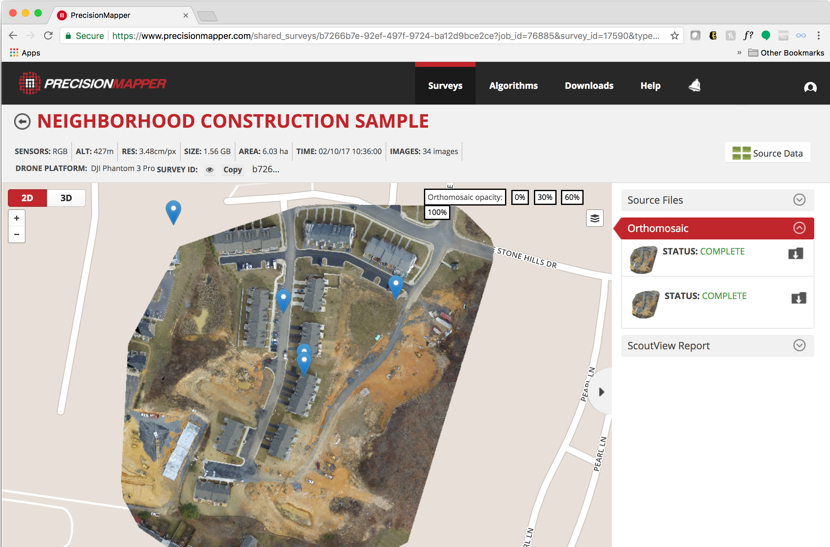 PrecisionMapper
Secure https://www.precisionmapper.com/shared_surveys/b7266b7e-92ef-497f-9724-ba12d9bce2ce?job_id=76885&survey_id=17590&type...
Apps
» Other Bookmarks
PRECISIONMAPPER Surveys Algorithms Downloads Help
NEIGHBORHOOD CONSTRUCTION SAMPLE
SENSORS: RGB ALT: 427m RES: 3.48cm/px SIZE: 1.56 GB AREA: 6.03 ha TIME: 02/10/17 10:36:00 IMAGES: 34 images
Source Data
DRONE PLATFORM: DJI Phantom 3 Pro SURVEY ID: Copy b726...
2D 3D
Orthomosaic opacity: 0% 30% 60%
100%
+
−
STONE HILLS DR
PEARL LN
PEARL LN
Source Files
Orthomosaic
STATUS: COMPLETE
STATUS: COMPLETE
ScoutView Report